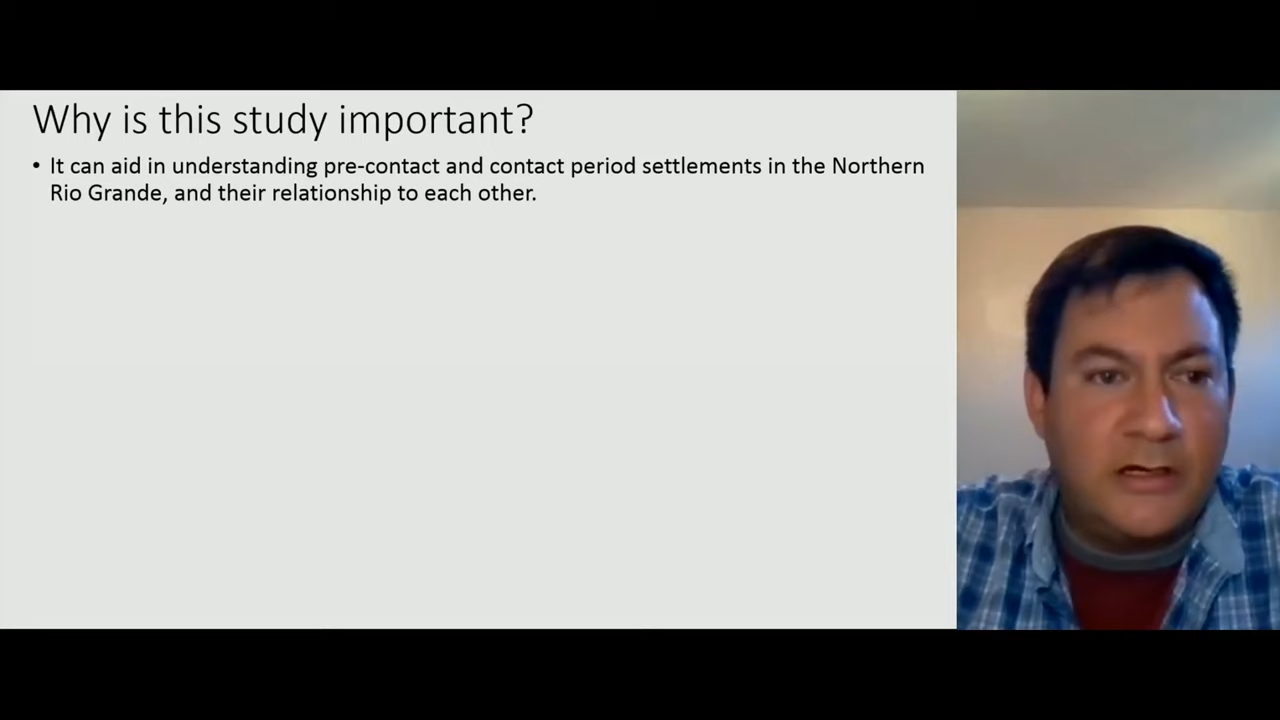 Why is this study important?
• It can aid in understanding pre-contact and contact period settlements in the Northern
Rio Grande, and their relationship to each other.